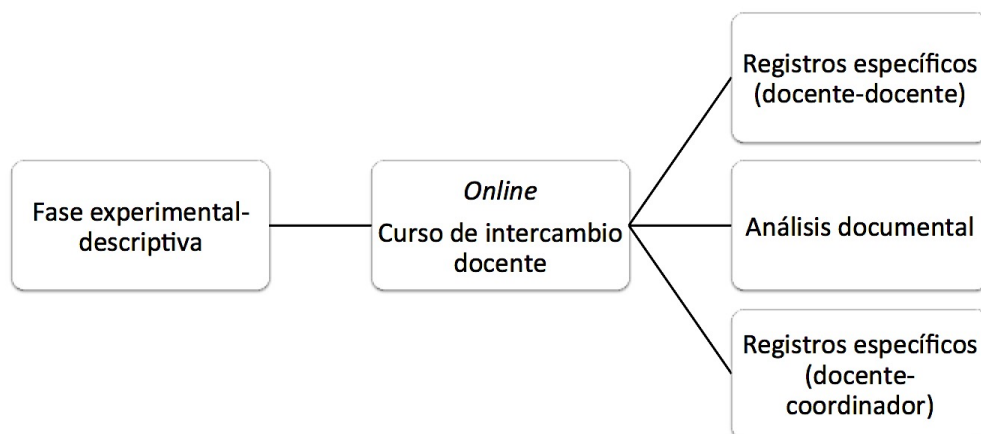 Fase experimental-
descriptiva
Online
Curso de intercambio
docente
Registros específicos
(docente-docente)
Análisis documental
Registros específicos
(docente-
coordinador)